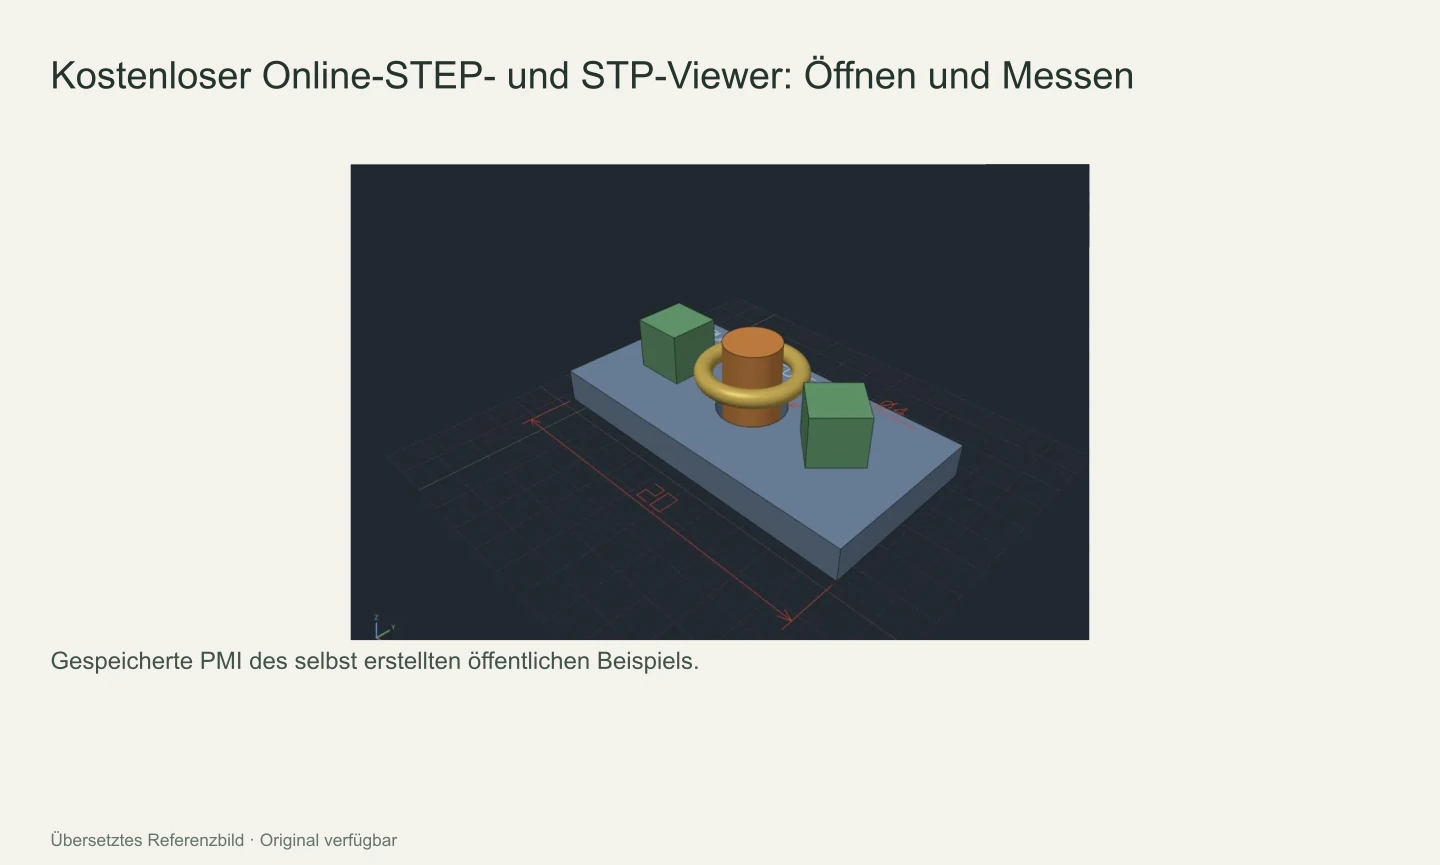 Kostenloser Online-STEP- und STP-Viewer: Öffnen und Messen
20
Z
Y
Gespeicherte PMI des selbst erstellten öffentlichen Beispiels.
Übersetztes Referenzbild · Original verfügbar